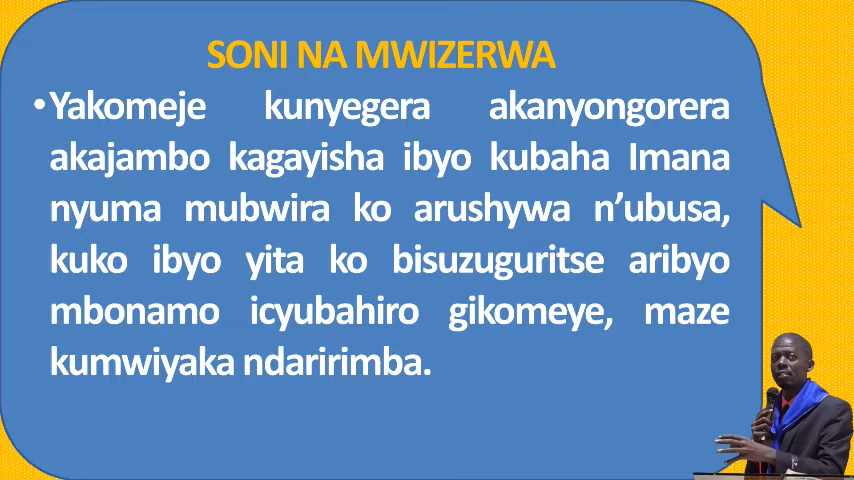 SONI NA MWIZERWA
•Yakomeje kunyegera akanyongorera
akajambo kagayisha ibyo kubaha Imana
nyuma mubwira ko arushywa n’ubusa,
kuko ibyo yita ko bisuzuguritse aribyo
mbonamo icyubahiro gikomeye, maze
kumwiyaka ndaririmba.